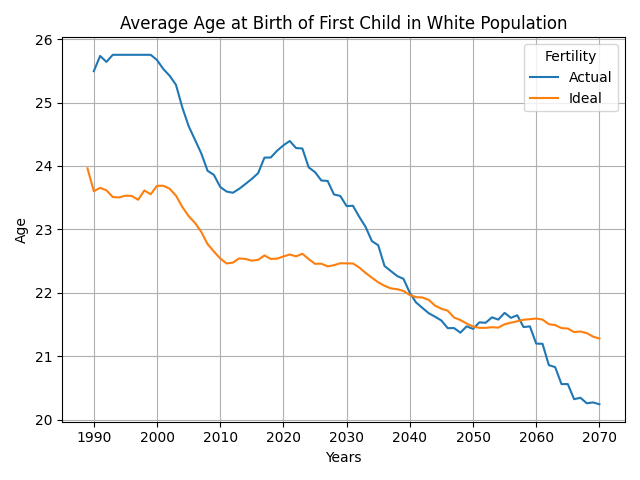 Average Age at Birth of First Child in White Population
Fertility
Actual
Ideal
Age
26
25
24
23
22
21
20
1990 2000 2010 2020 2030 2040 2050 2060 2070
Years